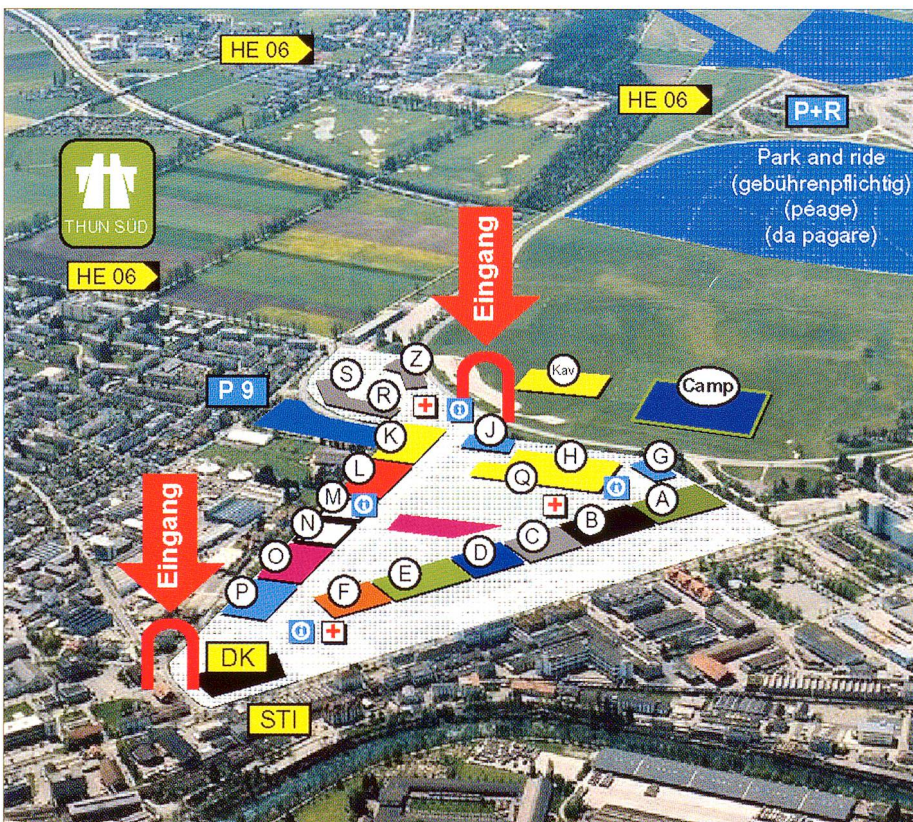 HE 06
HE 06
P+R
Park and ride
(gebührenpflichtig)
(péage)
(da pagare)
THUN SÜD
HE 06
Eingang
Z
S
R
Kav
Camp
P 9
K
J
L
H
G
Q
M
A
N
B
C
O
D
E
F
P
Eingang
DK
STI